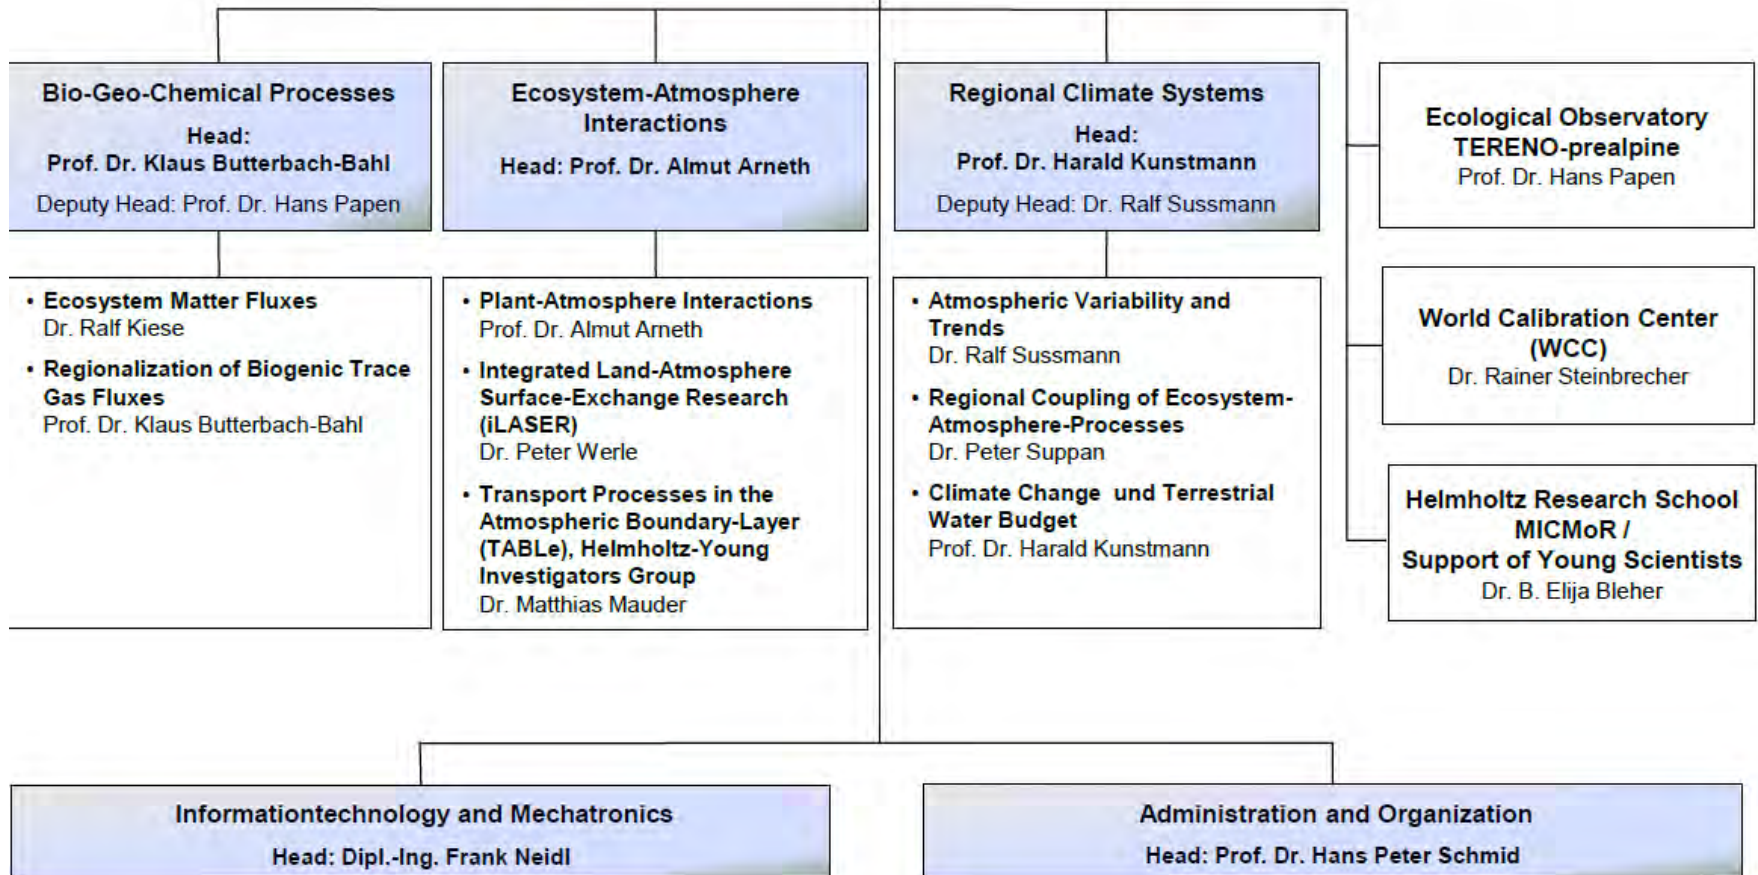 Bio-Geo-Chemical Processes
Head:
Prof. Dr. Klaus Butterbach-Bahl
Deputy Head: Prof. Dr. Hans Papen
Ecosystem-Atmosphere
Interactions
Head: Prof. Dr. Almut Arneth
Regional Climate Systems
Head:
Prof. Dr. Harald Kunstmann
Deputy Head: Dr. Ralf Sussmann
Ecological Observatory
TERENO-prealpine
Prof. Dr. Hans Papen
• Ecosystem Matter Fluxes
Dr. Ralf Kiese
• Regionalization of Biogenic Trace
Gas Fluxes
Prof. Dr. Klaus Butterbach-Bahl
• Plant-Atmosphere Interactions
Prof. Dr. Almut Arneth
• Integrated Land-Atmosphere
Surface-Exchange Research
(iLASER)
Dr. Peter Werle
• Transport Processes in the
Atmospheric Boundary-Layer
(TABLe), Helmholtz-Young
Investigators Group
Dr. Matthias Mauder
• Atmospheric Variability and
Trends
Dr. Ralf Sussmann
• Regional Coupling of Ecosystem-
Atmosphere-Processes
Dr. Peter Suppan
• Climate Change und Terrestrial
Water Budget
Prof. Dr. Harald Kunstmann
World Calibration Center
(WCC)
Dr. Rainer Steinbrecher
Helmholtz Research School
MICMoR /
Support of Young Scientists
Dr. B. Elija Bleher
Informationtechnology and Mechatronics
Head: Dipl.-Ing. Frank Neidl
Administration and Organization
Head: Prof. Dr. Hans Peter Schmid